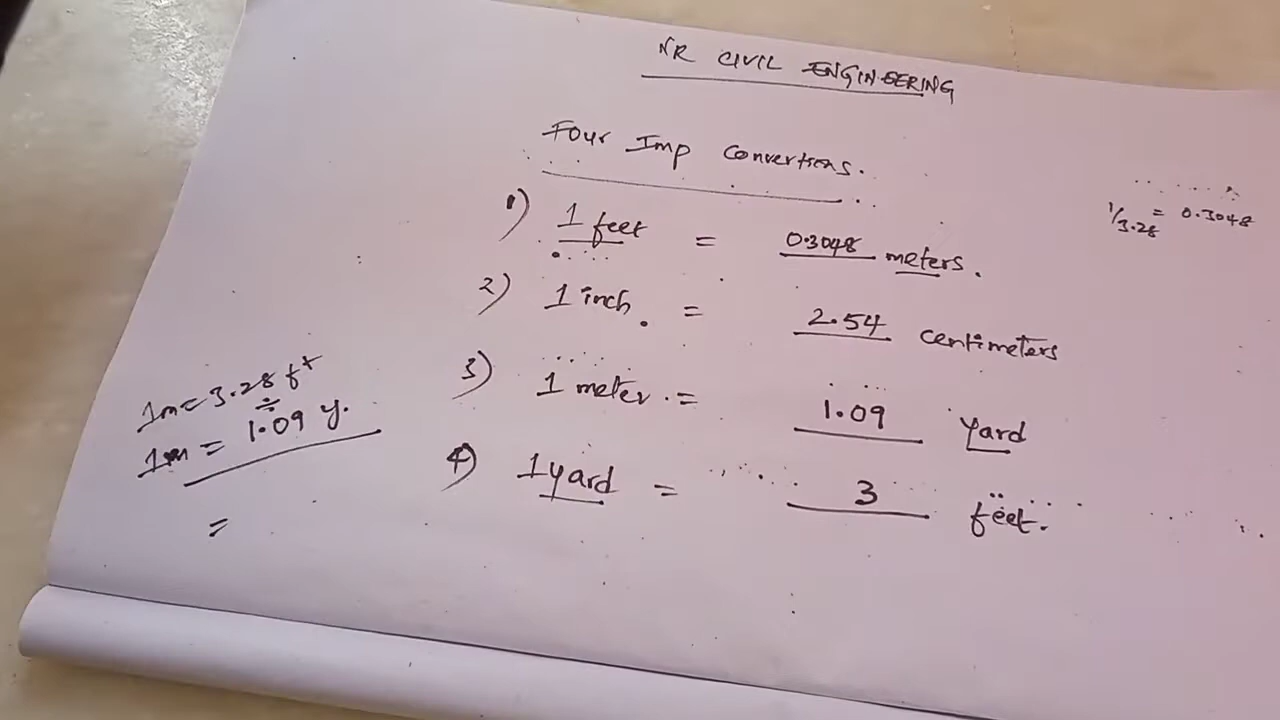 NR CIVIL ENGINEERING
Four Imp Convertions.
1/3.28 = 0.3048
1) 1 feet = 0.3048 meters.
2) 1 inch = 2.54 centimeters
3) 1 meter = 1.09 Yard
4) 1 yard = 3 feet.
1m = 3.28 ft
÷
1m = 1.09 y.
=